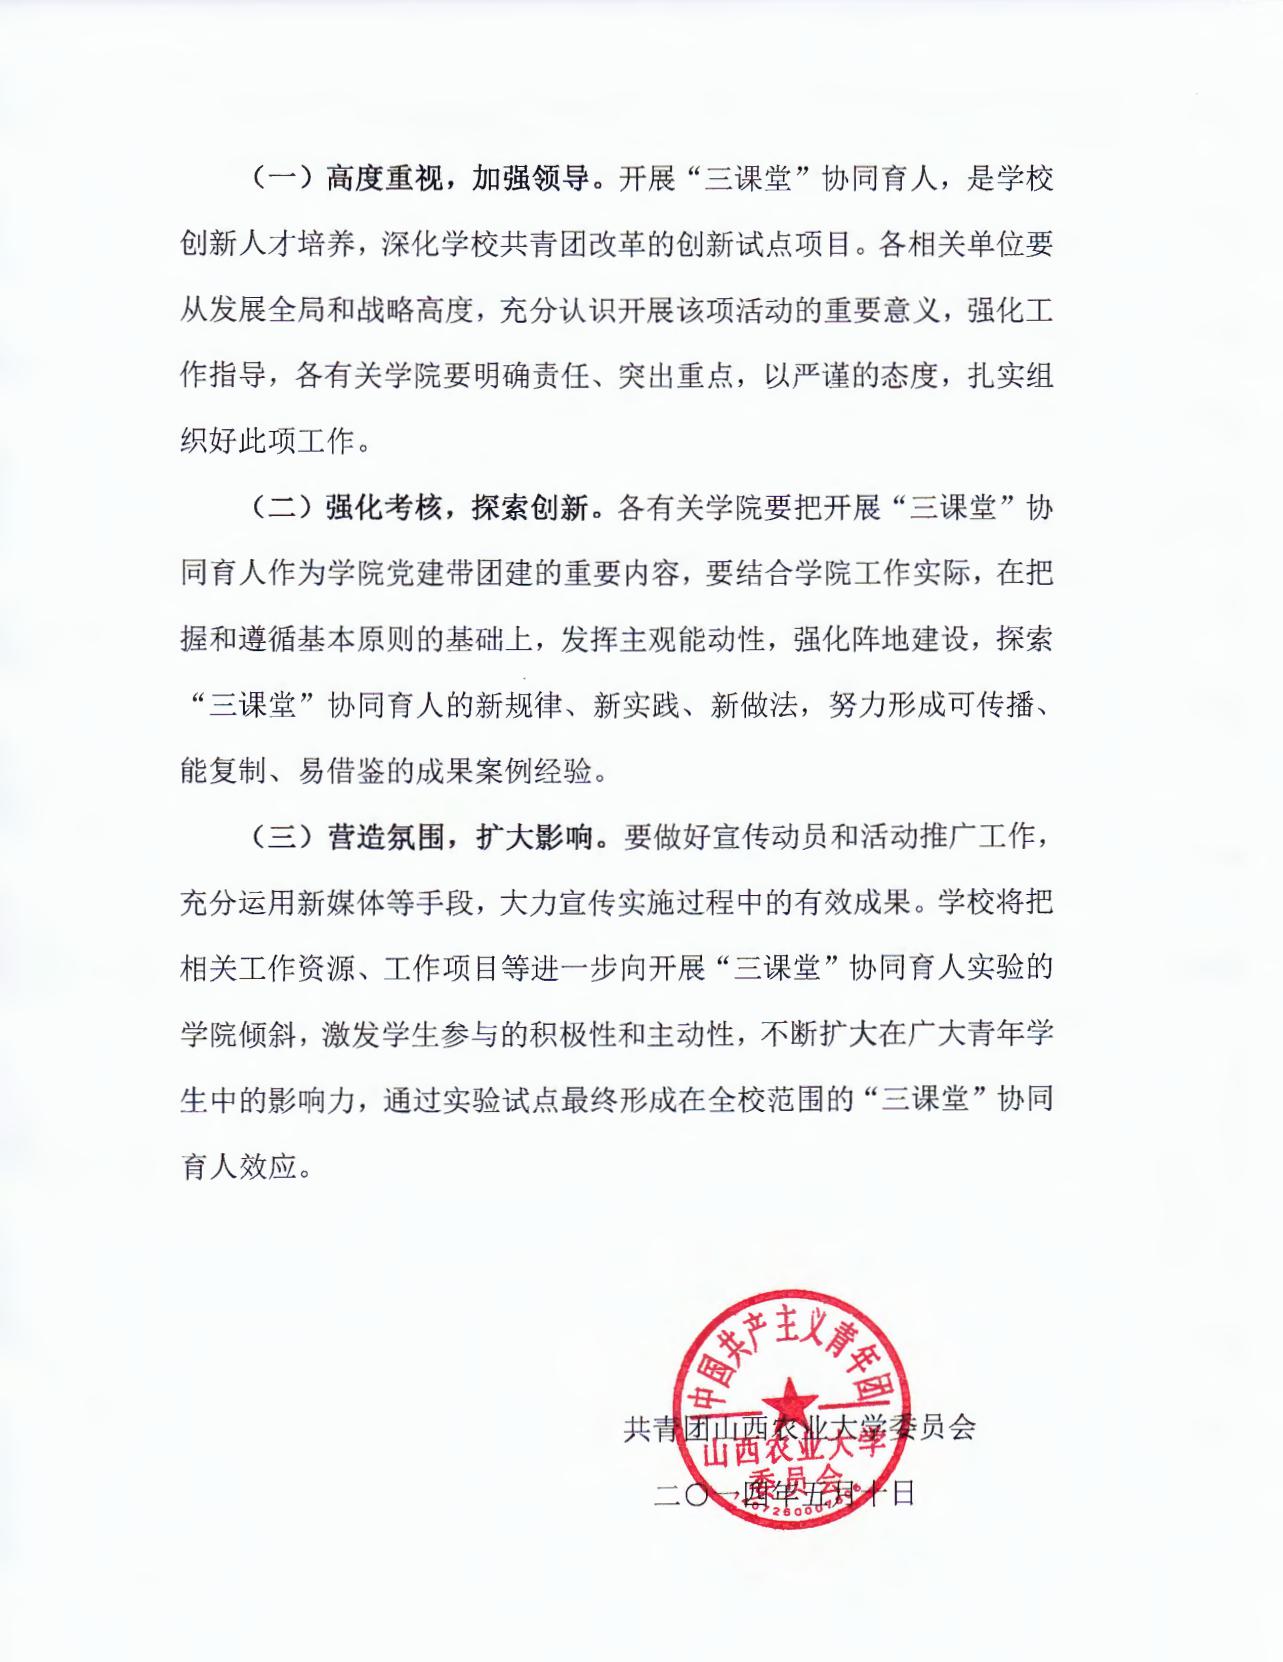 （一）高度重视，加强领导。开展“三课堂”协同育人，是学校
创新人才培养，深化学校共青团改革的创新试点项目。各相关单位要
从发展全局和战略高度，充分认识开展该项活动的重要意义，强化工
作指导，各有关学院要明确责任、突出重点，以严谨的态度，扎实组
织好此项工作。
（二）强化考核，探索创新。各有关学院要把开展“三课堂”协
同育人作为学院党建带团建的重要内容，要结合学院工作实际，在把
握和遵循基本原则的基础上，发挥主观能动性，强化阵地建设，探索
“三课堂”协同育人的新规律、新实践、新做法，努力形成可传播、
能复制、易借鉴的成果案例经验。
（三）营造氛围，扩大影响。要做好宣传动员和活动推广工作，
充分运用新媒体等手段，大力宣传实施过程中的有效成果。学校将把
相关工作资源、工作项目等进一步向开展“三课堂”协同育人实验的
学院倾斜，激发学生参与的积极性和主动性，不断扩大在广大青年学
生中的影响力，通过实验试点最终形成在全校范围的“三课堂”协同
育人效应。
中国共产主义青年团
共青团山西农业大学委员会
山西农业大学
委员会
二〇一四年五月十日